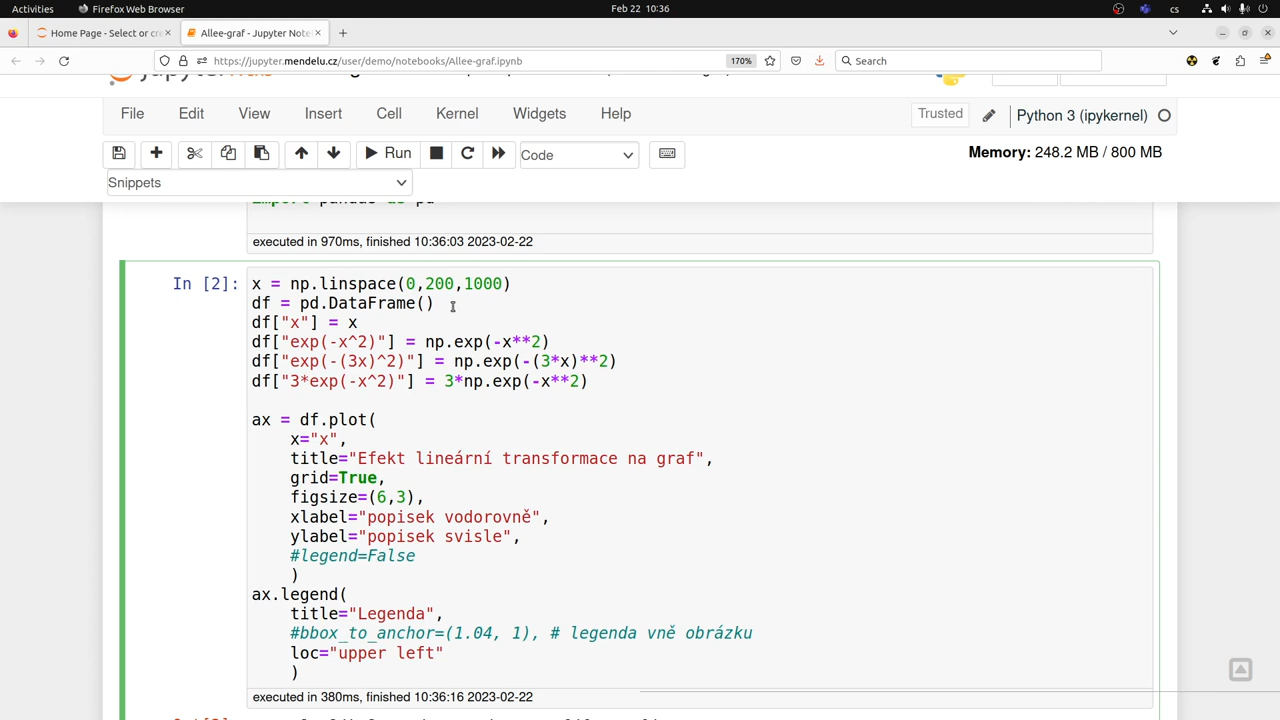 Activities
Firefox Web Browser
Feb 22 10:36
cs
Home Page - Select or cre
Allee-graf - Jupyter Note
https://jupyter.mendelu.cz/user/demo/notebooks/Allee-graf.ipynb
170%
Search
File Edit View Insert Cell Kernel Widgets Help
Trusted
Python 3 (ipykernel)
Run
Code
Memory: 248.2 MB / 800 MB
Snippets
import pandas as pd
executed in 970ms, finished 10:36:03 2023-02-22
In [2]:
x = np.linspace(0,200,1000)
df = pd.DataFrame()
df["x"] = x
df["exp(-x^2)"] = np.exp(-x**2)
df["exp(-(3x)^2)"] = np.exp(-(3*x)**2)
df["3*exp(-x^2)"] = 3*np.exp(-x**2)
ax = df.plot(
    x="x",
    title="Efekt lineární transformace na graf",
    grid=True,
    figsize=(6,3),
    xlabel="popisek vodorovně",
    ylabel="popisek svisle",
    #legend=False
    )
ax.legend(
    title="Legenda",
    #bbox_to_anchor=(1.04, 1), # legenda vně obrázku
    loc="upper left"
    )
executed in 380ms, finished 10:36:16 2023-02-22